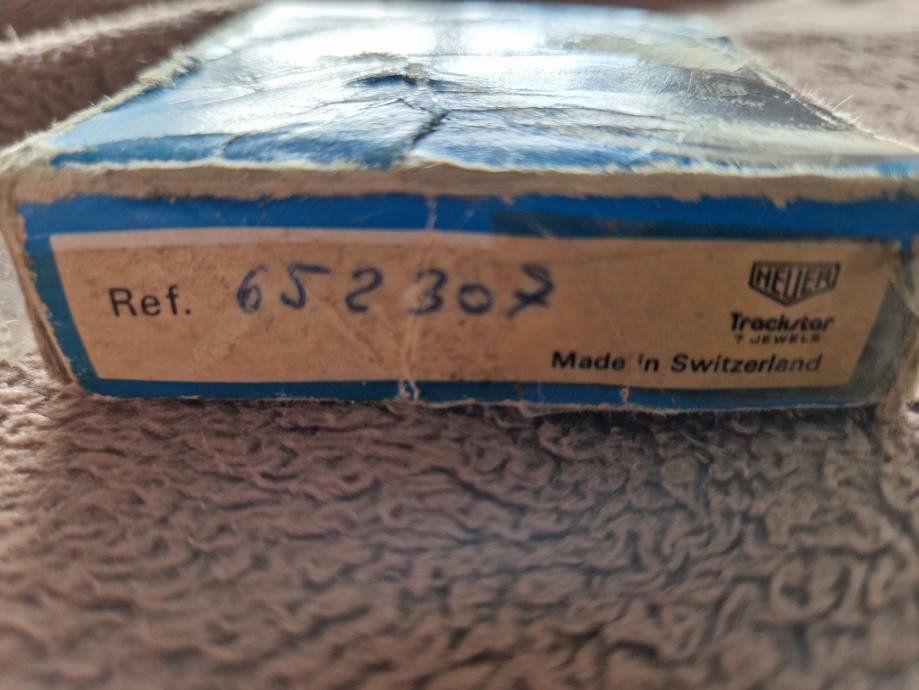 Ref. 652307
HEUER
Trackstar
7 JEWELS
Made in Switzerland